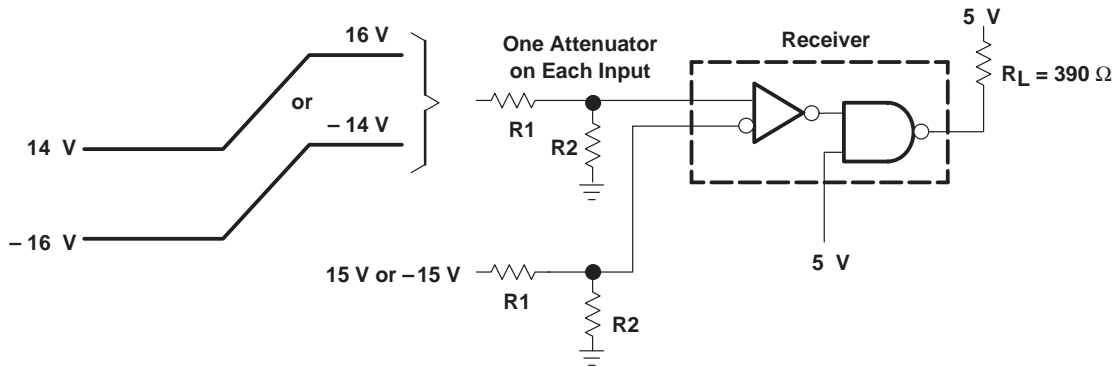 16 V
or
– 14 V
14 V
– 16 V
One Attenuator
on Each Input
R1
R2
15 V or –15 V
R1
R2
Receiver
5 V
5 V
RL = 390 Ω